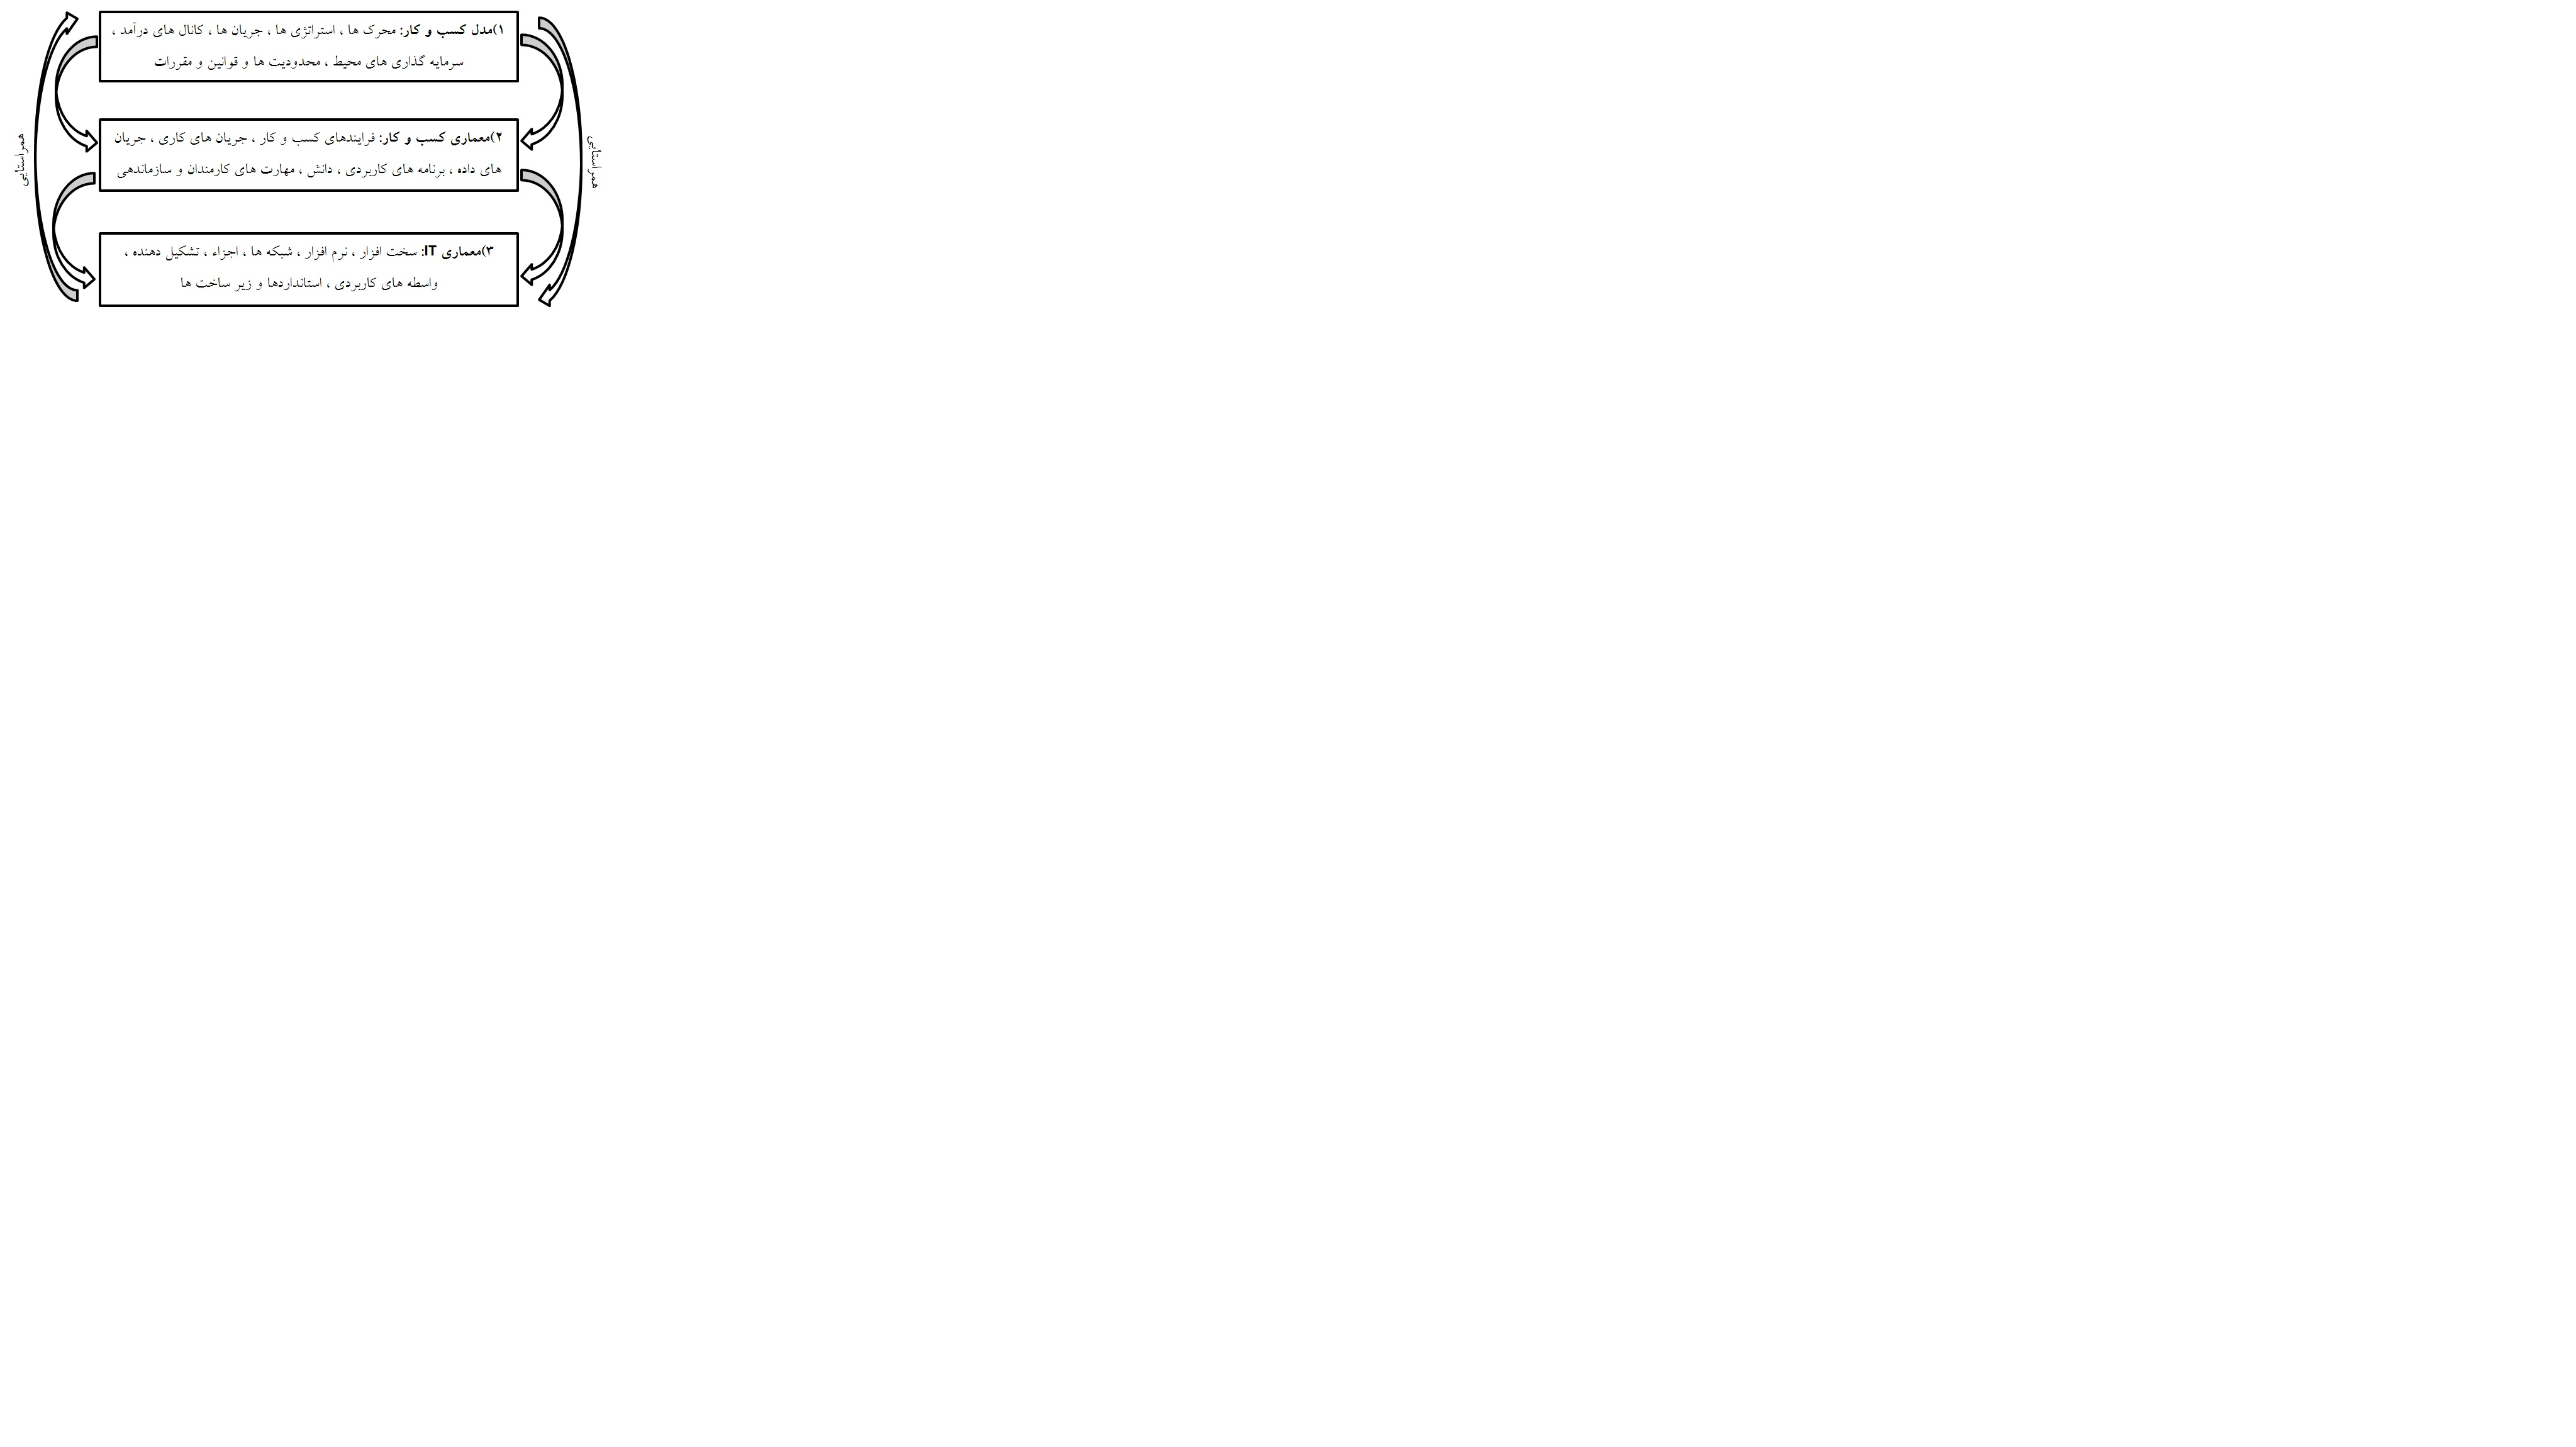 ۱)مدل کسب و کار: محرک ها ، استراتژی ها ، جریان ها ، کانال های درآمد ،
سرمایه گذاری های محیط ، محدودیت ها و قوانین و مقررات
۲)معماری کسب و کار: فرایندهای کسب و کار ، جریان های کاری ، جریان
های داده ، برنامه های کاربردی ، دانش ، مهارت های کارمندان و سازماندهی
۳)معماری IT: سخت افزار ، نرم افزار ، شبکه ها ، اجزاء ، تشکیل دهنده ،
واسطه های کاربردی ، استانداردها و زیر ساخت ها
همراستایی
همراستایی